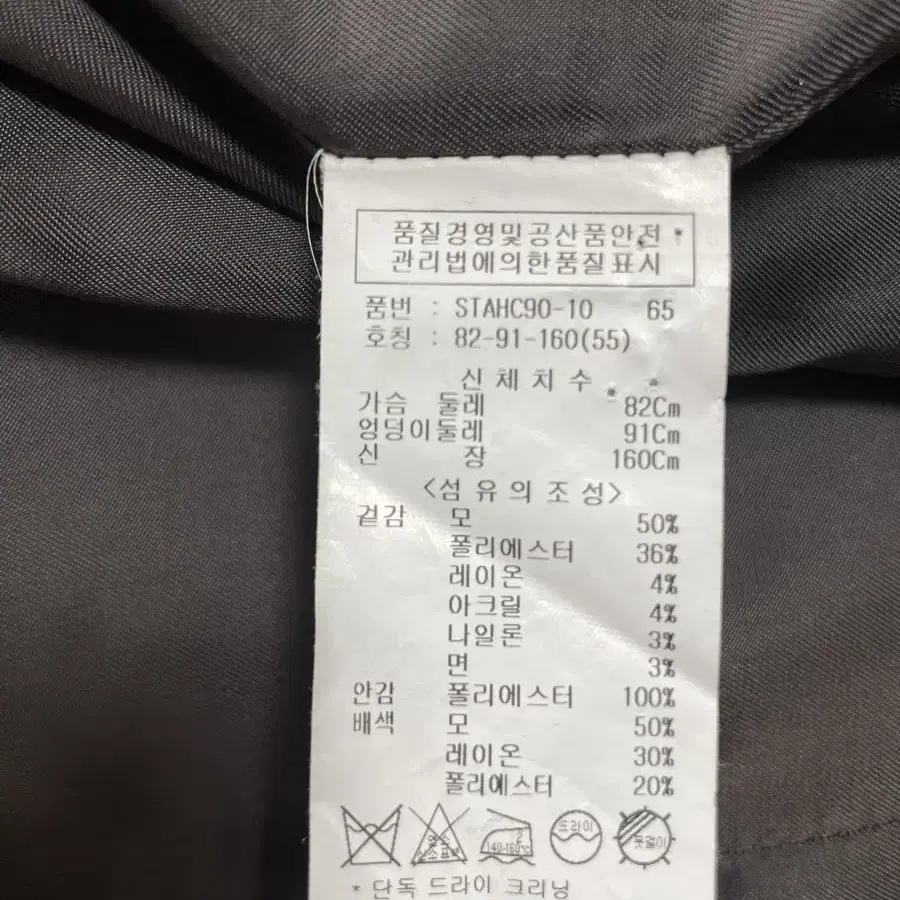 품질경영및공산품안전
관리법에의한품질표시
품번 : STAHC90-10 65
호칭 : 82-91-160(55)
신체치수
가슴 둘레 82Cm
엉덩이둘레 91Cm
신 장 160Cm
<섬유의조성>
겉감 모 50%
폴리에스터 36%
레이온 4%
아크릴 4%
나일론 3%
면 3%
안감 폴리에스터 100%
배색 모 50%
레이온 30%
폴리에스터 20%
염소표백 2 140-160℃ 드라이 옷걸이
* 단독 드라이 크리닝